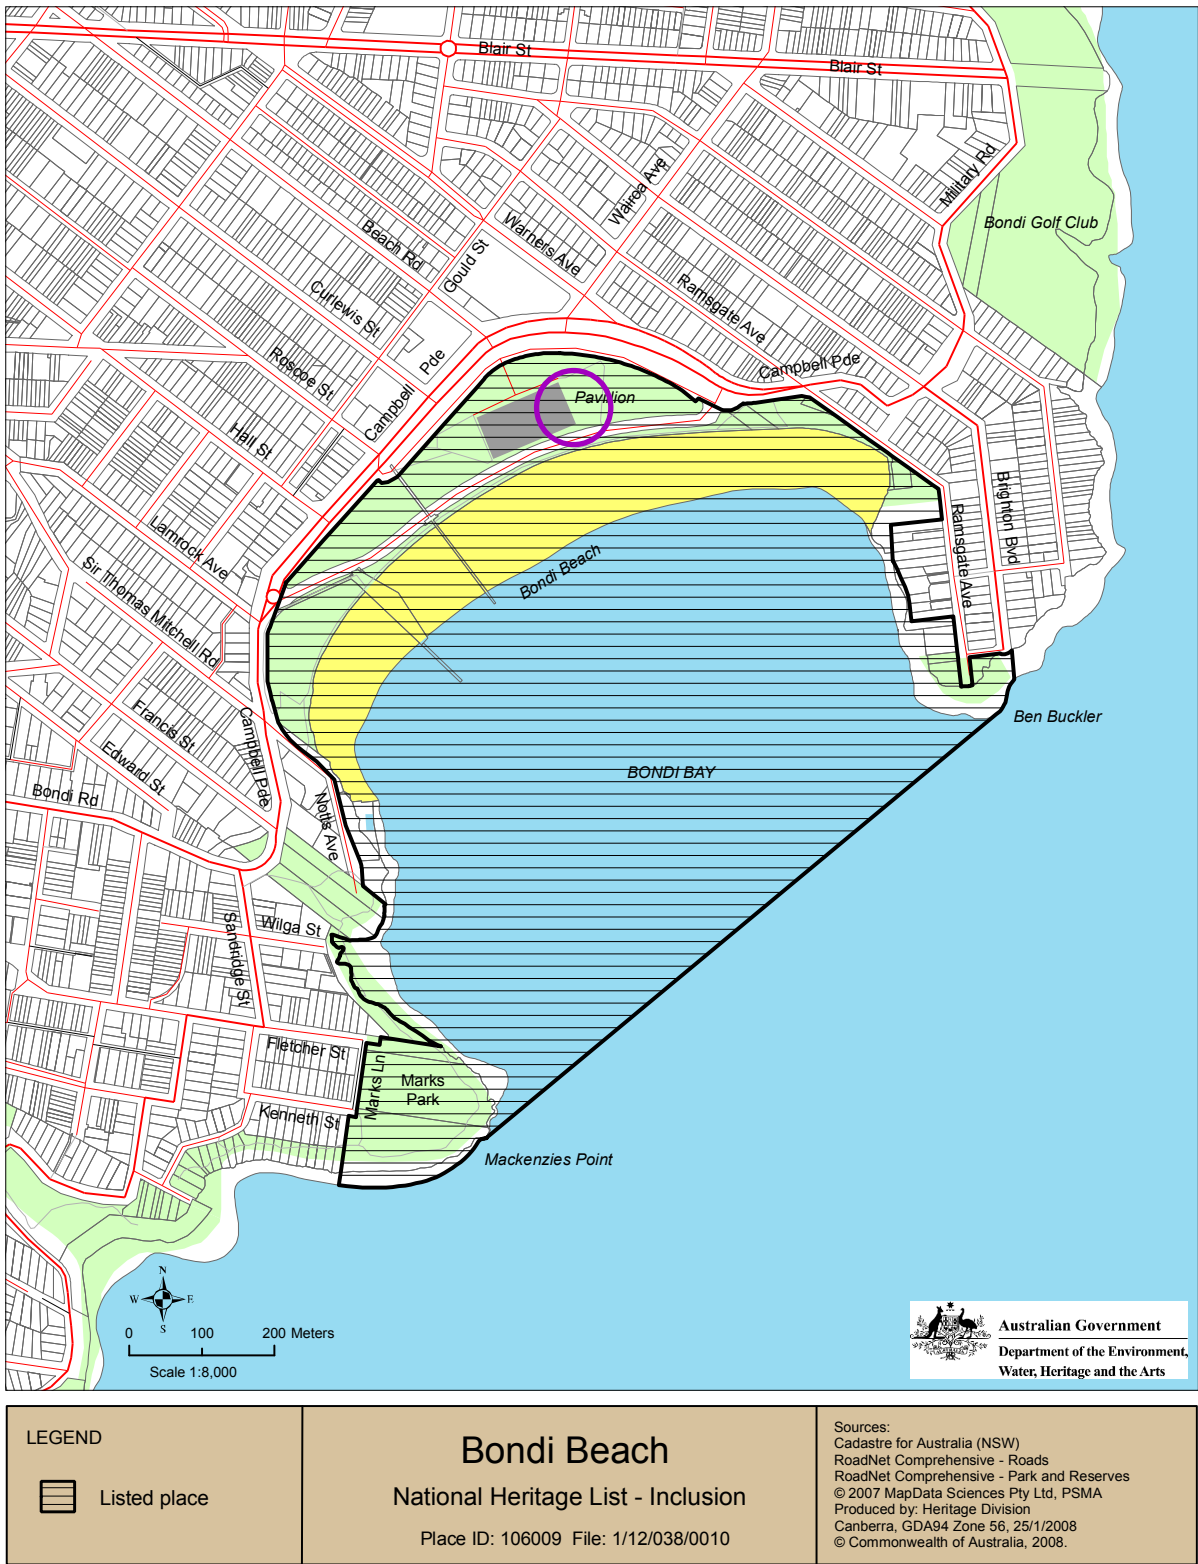 Blair St
Blair St
Military Rd
Bondi Golf Club
Wairoa Ave
Warners Ave
Beach Rd
Gould St
Curlewis St
Ramsgate Ave
Roscoe St
Campbell Pde
Campbell Pde
Pavilion
Hall St
Lamrock Ave
Sir Thomas Mitchell Rd
Bondi Beach
Ramsgate Ave
Brighton Bvd
Francis St
Campbell Pde
Edward St
Bondi Rd
Notts Ave
Ben Buckler
BONDI BAY
Wilga St
Sandridge St
Fletcher St
Marks Ln
Marks
Park
Kenneth St
Mackenzies Point
N
W E
S
0 100 200 Meters
Scale 1:8,000
Australian Government
Department of the Environment,
Water, Heritage and the Arts
LEGEND
Listed place
Bondi Beach
National Heritage List - Inclusion
Place ID: 106009 File: 1/12/038/0010
Sources:
Cadastre for Australia (NSW)
RoadNet Comprehensive - Roads
RoadNet Comprehensive - Park and Reserves
© 2007 MapData Sciences Pty Ltd, PSMA
Produced by: Heritage Division
Canberra, GDA94 Zone 56, 25/1/2008
© Commonwealth of Australia, 2008.